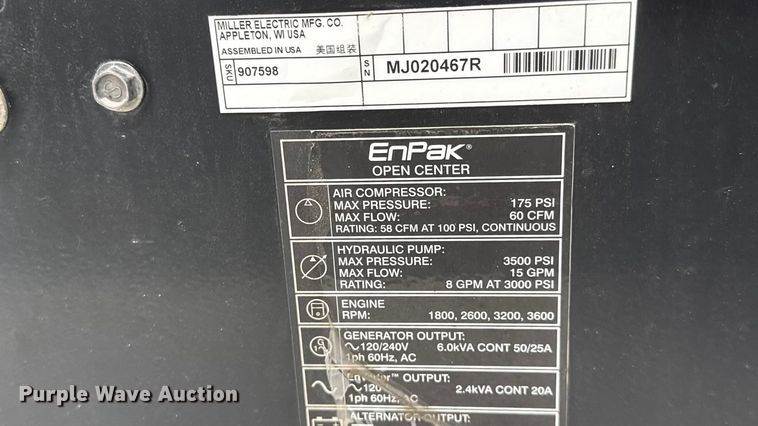 MILLER ELECTRIC MFG. CO.
APPLETON, WI USA
ASSEMBLED IN USA 美国组装
SKU 907598 SN MJ020467R
EnPak®
OPEN CENTER
AIR COMPRESSOR:
MAX PRESSURE: 175 PSI
MAX FLOW: 60 CFM
RATING: 58 CFM AT 100 PSI, CONTINUOUS
HYDRAULIC PUMP:
MAX PRESSURE: 3500 PSI
MAX FLOW: 15 GPM
RATING: 8 GPM AT 3000 PSI
ENGINE
RPM: 1800, 2600, 3200, 3600
G
1~
GENERATOR OUTPUT:
~120/240V 6.0kVA CONT 50/25A
1ph 60Hz, AC
OUTPUT:
~120 2.4kVA CONT 20A
1ph 60Hz, AC
ALTERNATOR OUTPUT:
Purple Wave Auction